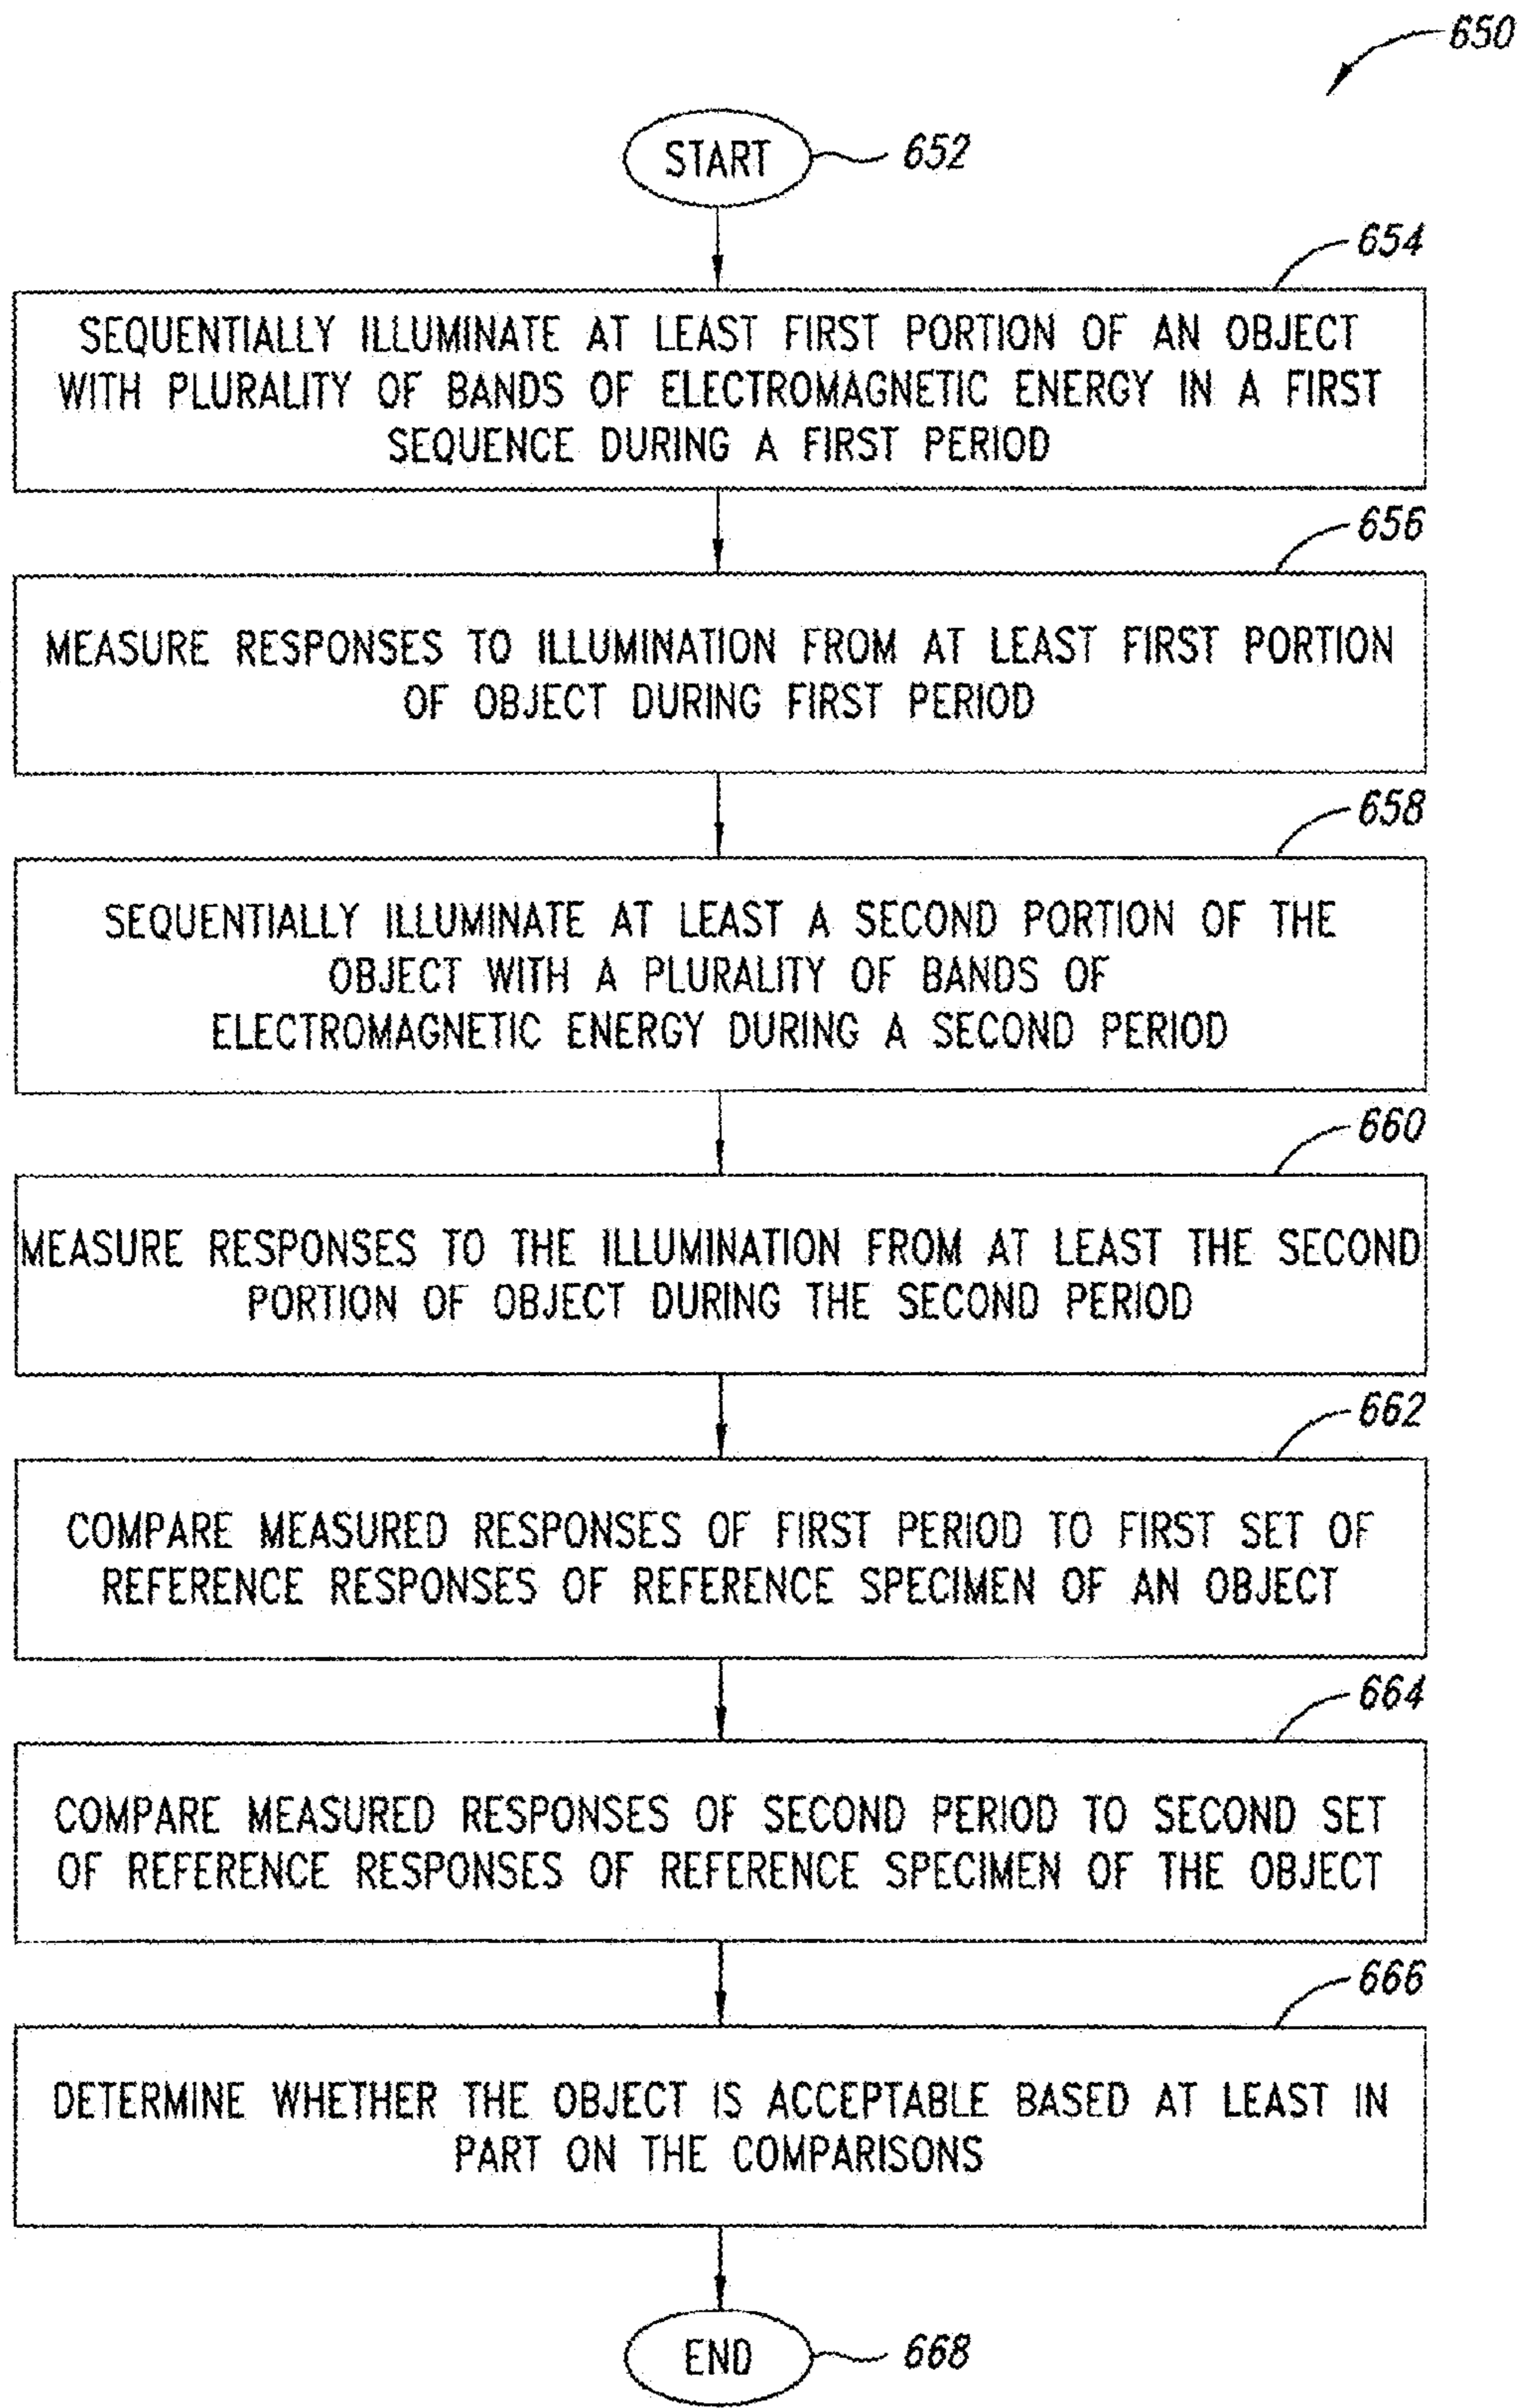 650
START
652
654
SEQUENTIALLY ILLUMINATE AT LEAST FIRST PORTION OF AN OBJECT
WITH PLURALITY OF BANDS OF ELECTROMAGNETIC ENERGY IN A FIRST
SEQUENCE DURING A FIRST PERIOD
656
MEASURE RESPONSES TO ILLUMINATION FROM AT LEAST FIRST PORTION
OF OBJECT DURING FIRST PERIOD
658
SEQUENTIALLY ILLUMINATE AT LEAST A SECOND PORTION OF THE
OBJECT WITH A PLURALITY OF BANDS OF
ELECTROMAGNETIC ENERGY DURING A SECOND PERIOD
660
MEASURE RESPONSES TO THE ILLUMINATION FROM AT LEAST THE SECOND
PORTION OF OBJECT DURING THE SECOND PERIOD
662
COMPARE MEASURED RESPONSES OF FIRST PERIOD TO FIRST SET OF
REFERENCE RESPONSES OF REFERENCE SPECIMEN OF AN OBJECT
664
COMPARE MEASURED RESPONSES OF SECOND PERIOD TO SECOND SET
OF REFERENCE RESPONSES OF REFERENCE SPECIMEN OF THE OBJECT
666
DETERMINE WHETHER THE OBJECT IS ACCEPTABLE BASED AT LEAST IN
PART ON THE COMPARISONS
END
668